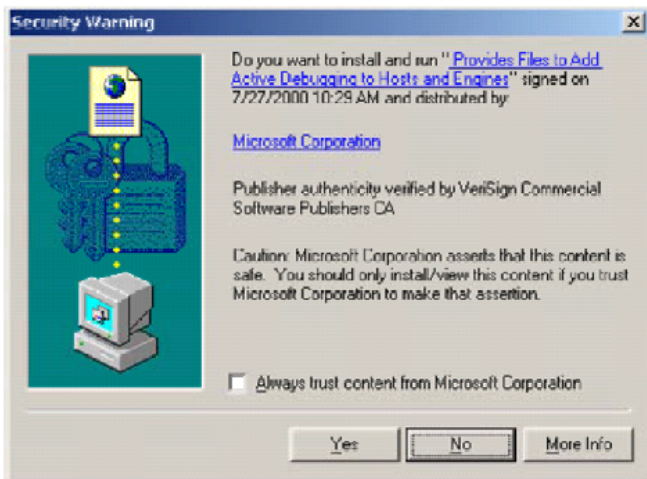 Security Warning
Do you want to install and run "Provides Files to Add
Active Debugging to Hosts and Engines" signed on
7/27/2000 10:29 AM and distributed by:
Microsoft Corporation
Publisher authenticity verified by VeriSign Commercial
Software Publishers CA
Caution: Microsoft Corporation asserts that this content is
safe. You should only install/view this content if you trust
Microsoft Corporation to make that assertion.
Always trust content from Microsoft Corporation
Yes No More Info